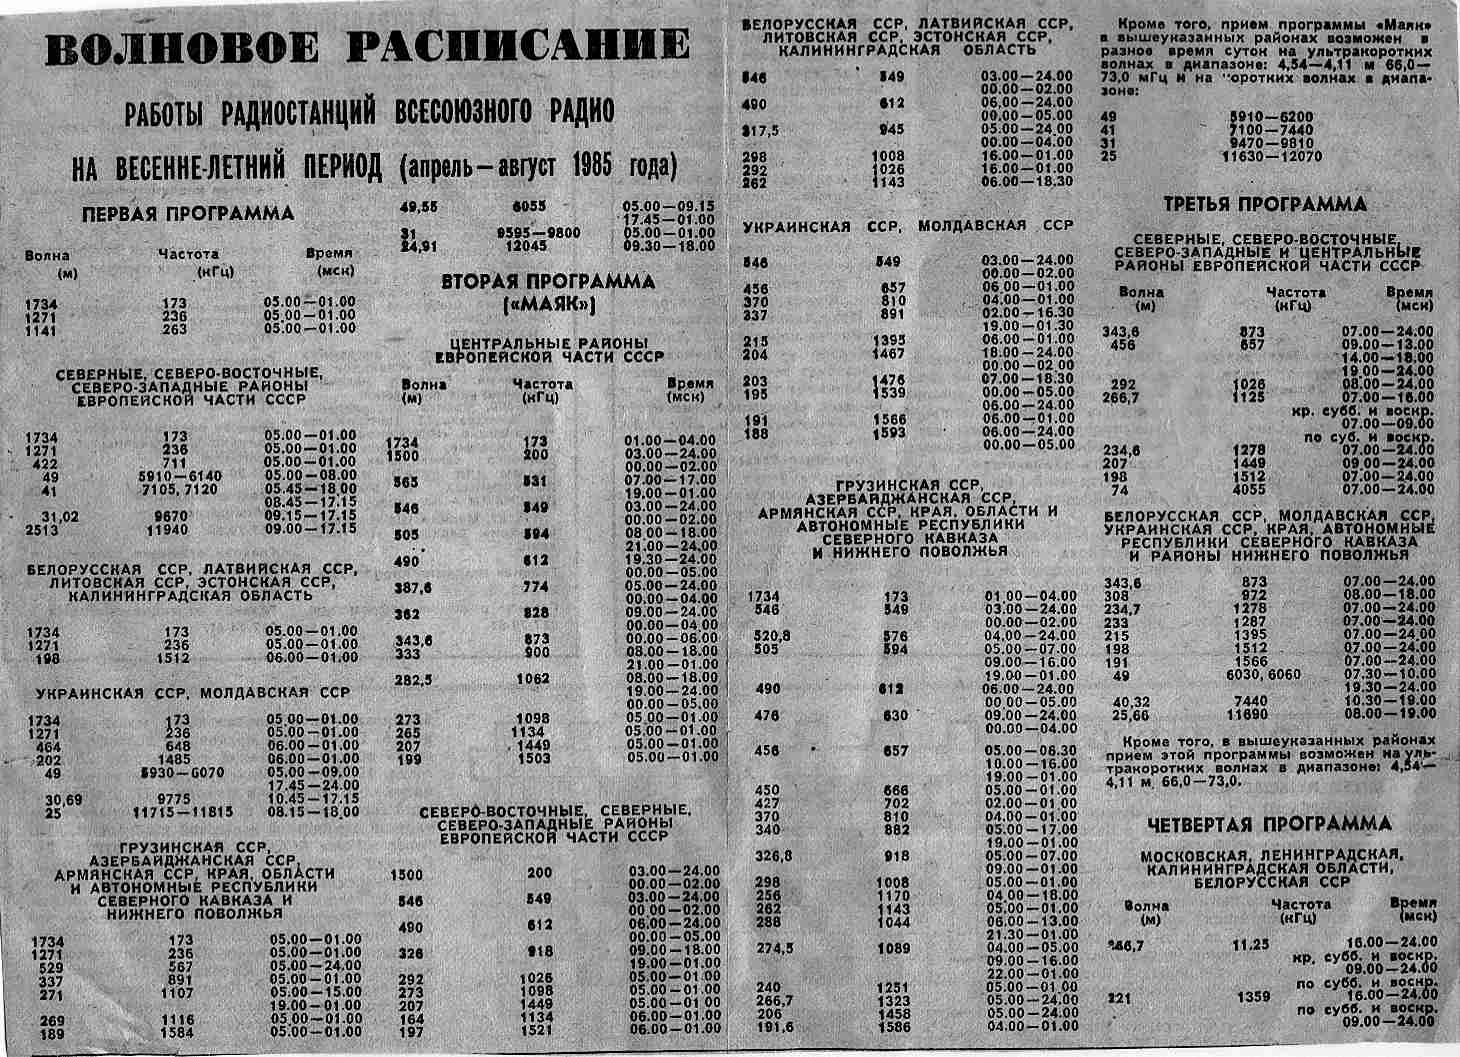 ВОЛНОВОЕ РАСПИСАНИЕ
РАБОТЫ РАДИОСТАНЦИЙ ВСЕСОЮЗНОГО РАДИО
НА ВЕСЕННЕ-ЛЕТНИЙ ПЕРИОД (апрель—август 1985 года)
ПЕРВАЯ ПРОГРАММА
Волна Частота Время
(м) (кГц) (мск)
1734 173 05.00—01.00
1271 236 05.00—01.00
1141 263 05.00—01.00
СЕВЕРНЫЕ, СЕВЕРО-ВОСТОЧНЫЕ,
СЕВЕРО-ЗАПАДНЫЕ РАЙОНЫ
ЕВРОПЕЙСКОЙ ЧАСТИ СССР
1734 173 05.00—01.00
1271 236 05.00—01.00
422 711 05.00—01.00
49 5910—6140 05.00—08.00
41 7105, 7120 05.45—18.00
08.45—17.15
31,02 9670 09.15—17.15
2513 11940 09.00—17.15
БЕЛОРУССКАЯ ССР, ЛАТВИЙСКАЯ ССР,
ЛИТОВСКАЯ ССР, ЭСТОНСКАЯ ССР,
КАЛИНИНГРАДСКАЯ ОБЛАСТЬ
1734 173 05.00—01.00
1271 236 05.00—01.00
198 1512 06.00—01.00
УКРАИНСКАЯ ССР, МОЛДАВСКАЯ ССР
1734 173 05.00—01.00
1271 236 05.00—01.00
464 648 06.00—01.00
202 1485 06.00—01.00
49 5930—6070 05.00—09.00
17.45—24.00
30,69 9775 10.45—17.15
25 11715—11815 08.15—18.00
ГРУЗИНСКАЯ ССР,
АЗЕРБАЙДЖАНСКАЯ ССР,
АРМЯНСКАЯ ССР, КРАЯ, ОБЛАСТИ
И АВТОНОМНЫЕ РЕСПУБЛИКИ
СЕВЕРНОГО КАВКАЗА И
НИЖНЕГО ПОВОЛЖЬЯ
1734 173 05.00—01.00
1271 236 05.00—01.00
529 567 05.00—24.00
337 891 05.00—01.00
271 1107 05.00—15.00
19.00—01.00
269 1116 05.00—01.00
189 1584 05.00—01.00
49,55 6055 05.00—09.15
17.45—01.00
31 9595—9800 05.00—01.00
24,91 12045 09.30—18.00
ВТОРАЯ ПРОГРАММА
(«МАЯК»)
ЦЕНТРАЛЬНЫЕ РАЙОНЫ
ЕВРОПЕЙСКОЙ ЧАСТИ СССР
Волна Частота Время
(м) (кГц) (мск)
1734 173 01.00—04.00
1500 200 03.00—24.00
00.00—02.00
565 531 07.00—17.00
19.00—01.00
546 549 03.00—24.00
00.00—02.00
505 594 08.00—18.00
21.00—24.00
490 612 19.30—24.00
00.00—05.00
387,6 774 05.00—24.00
00.00—04.00
362 828 09.00—24.00
00.00—04.00
343,6 873 00.00—06.00
333 900 08.00—18.00
21.00—01.00
282,5 1062 08.00—18.00
19.00—24.00
00.00—05.00
273 1098 05.00—01.00
265 1134 05.00—01.00
207 1449 05.00—01.00
199 1503 05.00—01.00
СЕВЕРО-ВОСТОЧНЫЕ, СЕВЕРНЫЕ,
СЕВЕРО-ЗАПАДНЫЕ РАЙОНЫ
ЕВРОПЕЙСКОЙ ЧАСТИ СССР
1500 200 03.00—24.00
00.00—02.00
546 549 03.00—24.00
00.00—02.00
490 612 06.00—24.00
00.00—05.00
326 918 09.00—18.00
19.00—01.00
292 1026 05.00—01.00
273 1098 05.00—01.00
207 1449 05.00—01.00
164 1134 06.00—01.00
197 1521 06.00—01.00
БЕЛОРУССКАЯ ССР, ЛАТВИЙСКАЯ ССР,
ЛИТОВСКАЯ ССР, ЭСТОНСКАЯ ССР,
КАЛИНИНГРАДСКАЯ ОБЛАСТЬ
546 549 03.00—24.00
00.00—02.00
490 612 06.00—24.00
00.00—05.00
317,5 945 05.00—24.00
00.00—04.00
298 1008 16.00—01.00
292 1026 16.00—01.00
262 1143 06.00—18.30
УКРАИНСКАЯ ССР, МОЛДАВСКАЯ ССР
546 549 03.00—24.00
00.00—02.00
456 657 06.00—01.00
370 810 04.00—01.00
337 891 02.00—16.30
19.00—01.30
215 1395 06.00—01.00
204 1467 18.00—24.00
00.00—02.00
203 1476 07.00—18.30
195 1539 00.00—05.00
06.00—24.00
191 1566 06.00—01.00
188 1593 06.00—24.00
00.00—05.00
ГРУЗИНСКАЯ ССР,
АЗЕРБАЙДЖАНСКАЯ ССР,
АРМЯНСКАЯ ССР, КРАЯ, ОБЛАСТИ И
АВТОНОМНЫЕ РЕСПУБЛИКИ
СЕВЕРНОГО КАВКАЗА
И НИЖНЕГО ПОВОЛЖЬЯ
1734 173 01.00—04.00
546 549 03.00—24.00
00.00—02.00
520,8 576 04.00—24.00
505 594 05.00—07.00
09.00—16.00
19.00—01.00
490 612 06.00—24.00
00.00—05.00
476 630 09.00—24.00
00.00—04.00
456 657 05.00—06.30
10.00—16.00
19.00—01.00
450 666 05.00—01.00
427 702 02.00—01.00
370 810 04.00—01.00
340 882 05.00—17.00
19.00—01.00
326,8 918 05.00—07.00
09.00—01.00
298 1008 05.00—01.00
256 1170 04.00—18.00
262 1143 05.00—01.00
288 1044 06.00—13.00
21.30—01.00
274,5 1089 04.00—05.00
09.00—16.00
22.00—01.00
240 1251 05.00—01.00
266,7 1323 05.00—24.00
206 1458 05.00—24.00
191,6 1586 04.00—01.00
Кроме того, прием программы «Маяк»
в вышеуказанных районах возможен в
разное время суток на ультракоротких
волнах в диапазоне: 4,54—4,11 м 66,0—
73,0 мГц и на коротких волнах в диапа-
зоне:
49 5910—6200
41 7100—7440
31 9470—9810
25 11630—12070
ТРЕТЬЯ ПРОГРАММА
СЕВЕРНЫЕ, СЕВЕРО-ВОСТОЧНЫЕ,
СЕВЕРО-ЗАПАДНЫЕ И ЦЕНТРАЛЬНЫЕ
РАЙОНЫ ЕВРОПЕЙСКОЙ ЧАСТИ СССР
Волна Частота Время
(м) (кГц) (мск)
343,6 873 07.00—24.00
456 657 09.00—13.00
14.00—18.00
19.00—24.00
292 1026 08.00—24.00
266,7 1125 07.00—16.00
кр. субб. и воскр.
07.00—09.00
по суб. и воскр.
234,6 1278 07.00—24.00
207 1449 09.00—24.00
198 1512 07.00—24.00
74 4055 07.00—24.00
БЕЛОРУССКАЯ ССР, МОЛДАВСКАЯ ССР,
УКРАИНСКАЯ ССР, КРАЯ, АВТОНОМНЫЕ
РЕСПУБЛИКИ СЕВЕРНОГО КАВКАЗА
И РАЙОНЫ НИЖНЕГО ПОВОЛЖЬЯ
343,6 873 07.00—24.00
308 972 08.00—18.00
234,7 1278 07.00—24.00
233 1287 07.00—24.00
215 1395 07.00—24.00
198 1512 07.00—24.00
191 1566 07.00—24.00
49 6030, 6060 07.30—10.00
19.30—24.00
40,32 7440 10.30—19.00
25,66 11690 08.00—19.00
Кроме того, в вышеуказанных районах
прием этой программы возможен на уль-
тракоротких волнах в диапазоне: 4,54—
4,11 м, 66,0—73,0.
ЧЕТВЕРТАЯ ПРОГРАММА
МОСКОВСКАЯ, ЛЕНИНГРАДСКАЯ,
КАЛИНИНГРАДСКАЯ ОБЛАСТИ,
БЕЛОРУССКАЯ ССР
Волна Частота Время
(м) (кГц) (мск)
266,7 11.25 16.00—24.00
кр. субб. и воскр.
09.00—24.00
по субб. и воскр.
221 1359 16.00—24.00
по субб. и воскр.
09.00—24.00